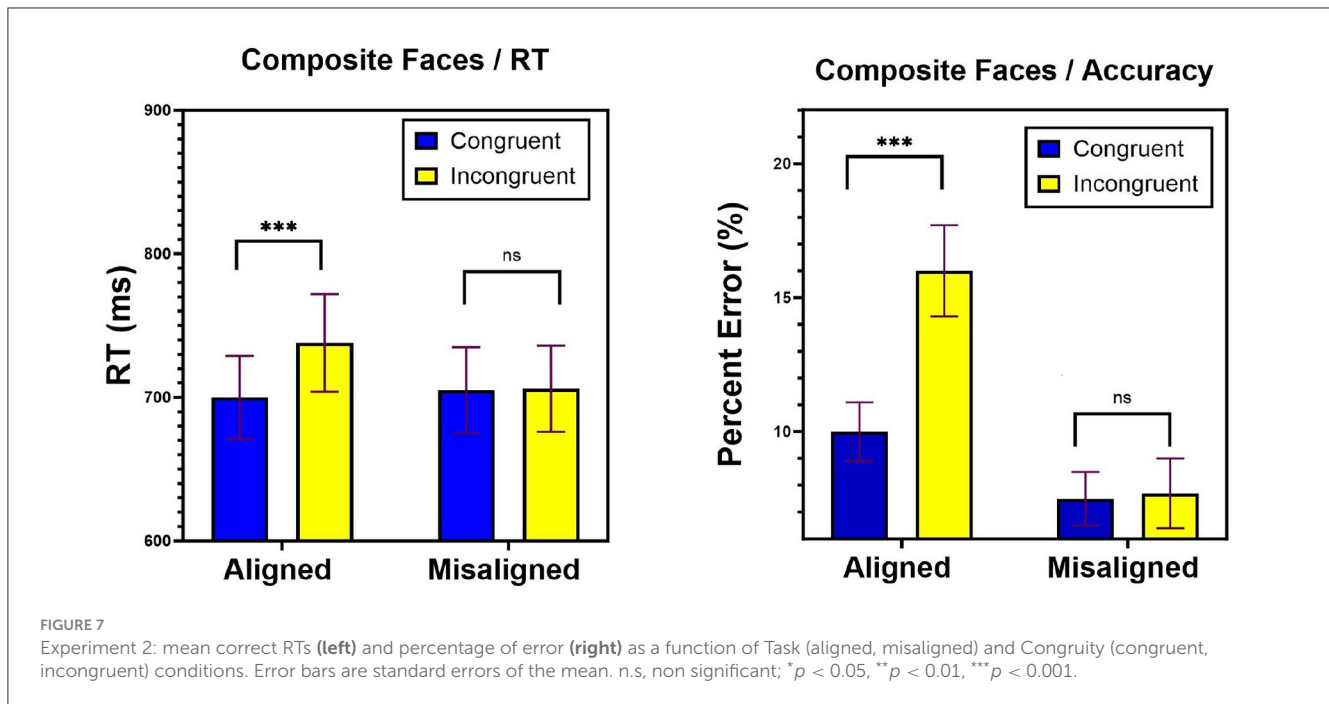 Composite Faces / RT
900
800
700
600
RT (ms)
Congruent
Incongruent
***
ns
Aligned
Misaligned
Composite Faces / Accuracy
20
15
10
Percent Error (%)
Congruent
Incongruent
***
ns
Aligned
Misaligned
FIGURE 7
Experiment 2: mean correct RTs (left) and percentage of error (right) as a function of Task (aligned, misaligned) and Congruity (congruent,
incongruent) conditions. Error bars are standard errors of the mean. n.s, non significant; *p < 0.05, **p < 0.01, ***p < 0.001.